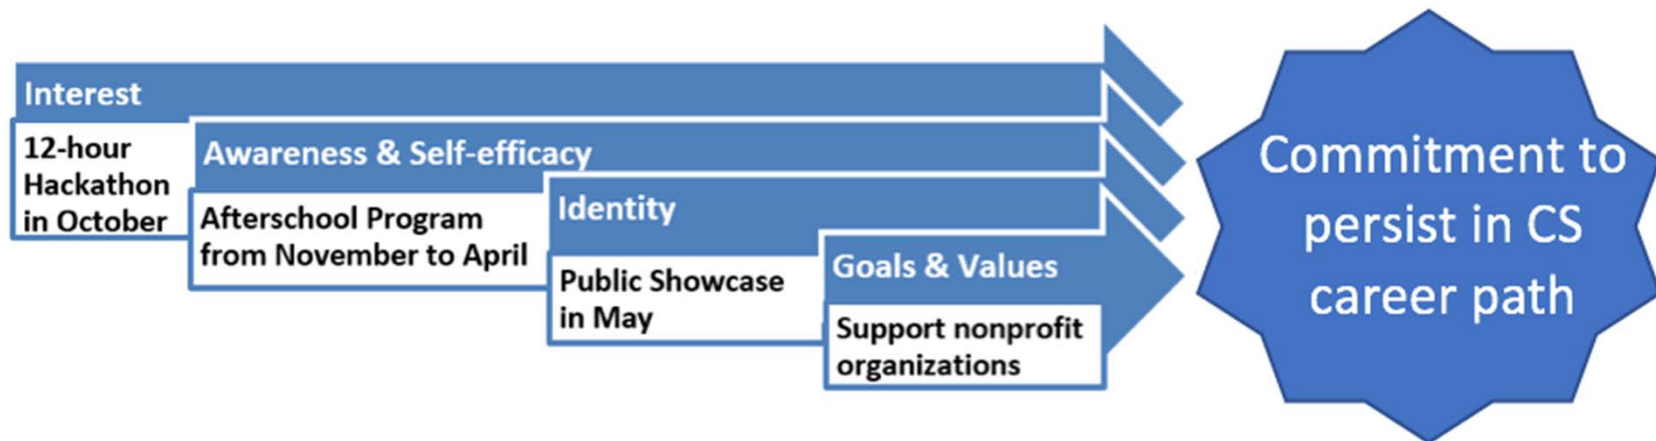 Interest
12-hour
Hackathon
in October
Awareness & Self-efficacy
Afterschool Program
from November to April
Identity
Public Showcase
in May
Goals & Values
Support nonprofit
organizations
Commitment to
persist in CS
career path